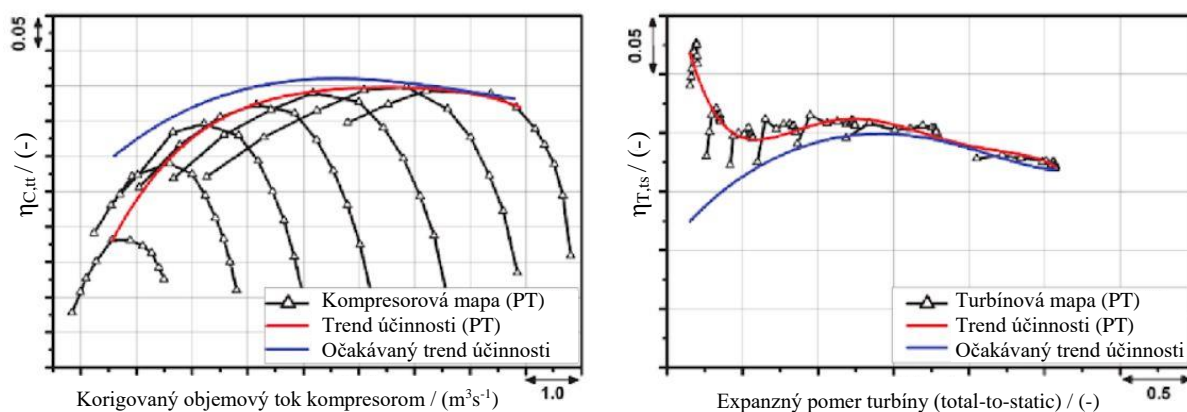 0.05
η_C,tt / (-)
Kompresorová mapa (PT)
Trend účinnosti (PT)
Očakávaný trend účinnosti
1.0
Korigovaný objemový tok kompresorom / (m³s⁻¹)
0.05
η_T,ts / (-)
Turbínová mapa (PT)
Trend účinnosti (PT)
Očakávaný trend účinnosti
0.5
Expanzný pomer turbíny (total-to-static) / (-)